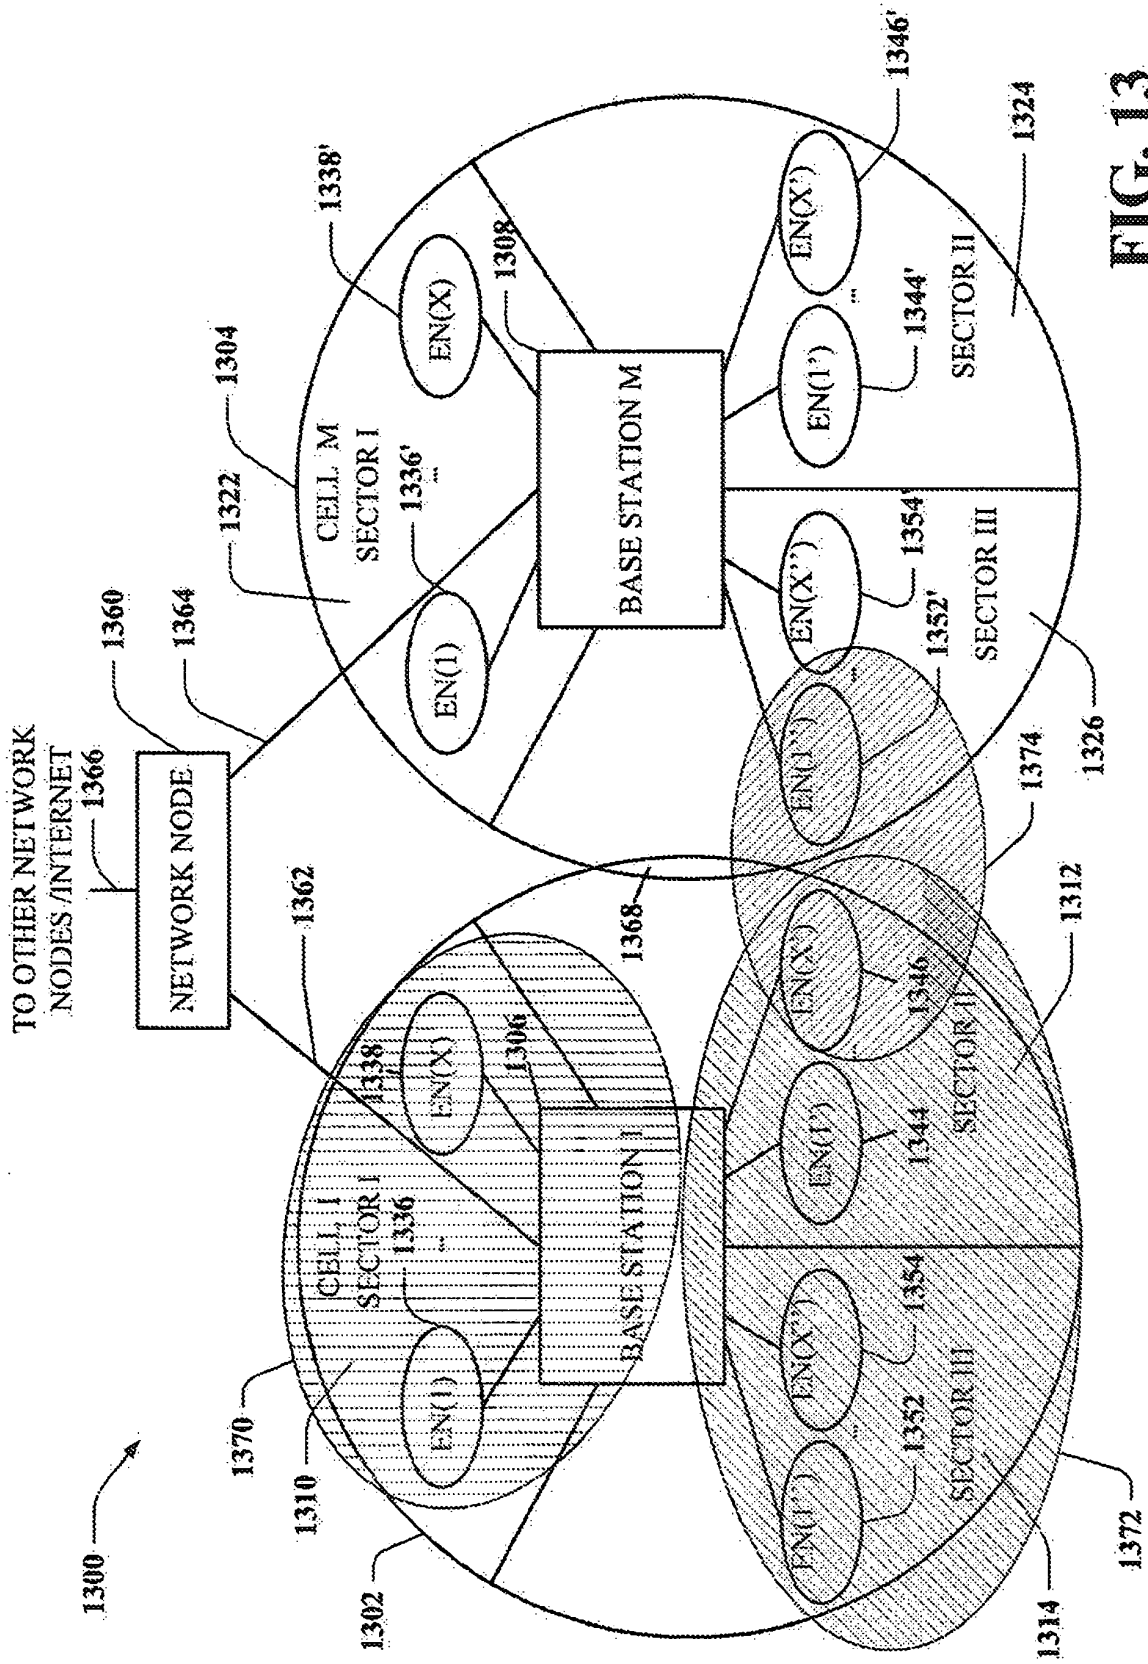 1300
TO OTHER NETWORK
NODES /INTERNET
1366
NETWORK NODE
1360
1362
1364
1302
1310
1370
CELL 1
SECTOR I
1336
...
EN(1)
1338
EN(X)
1306
BASE STATION 1
1304
1322
CELL M
SECTOR I
1336'
...
EN(1)
1338'
EN(X)
1308
BASE STATION M
1368
EN(1'')
...
EN(X'')
1352
1354
SECTOR III
EN(1')
...
EN(X')
1344
1346
SECTOR II
EN(1'')
...
EN(X'')
1352'
1354'
SECTOR III
EN(1')
...
EN(X')
1344'
1346'
SECTOR II
1314
1372
1312
1374
1326
1324
FIG. 13